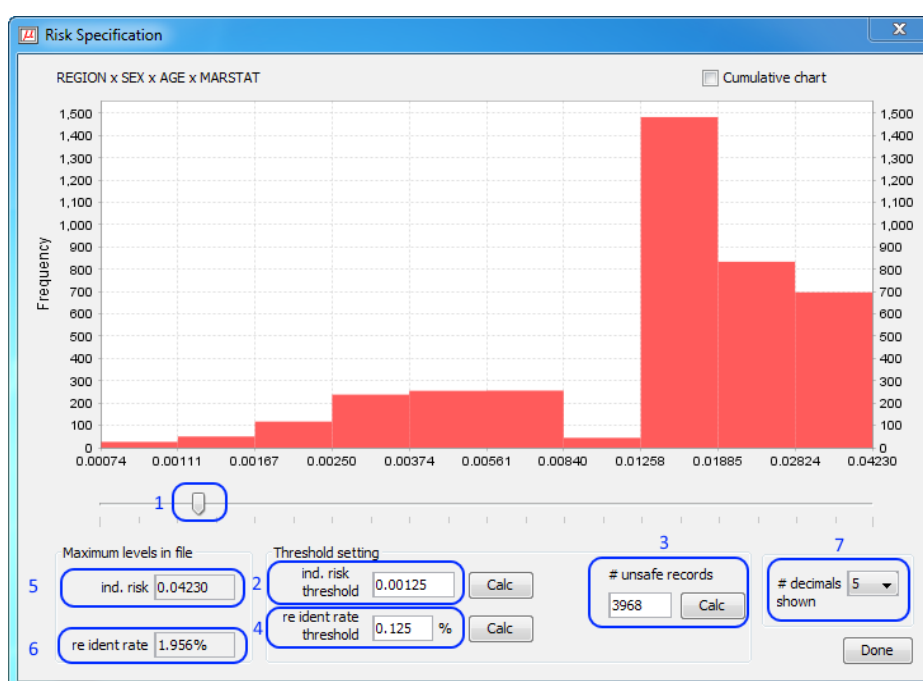 μ Risk Specification x
REGION x SEX x AGE x MARSTAT Cumulative chart
1,500 1,500
1,400 1,400
1,300 1,300
1,200 1,200
1,100 1,100
1,000 1,000
900 900
800 800
700 700
600 600
500 500
400 400
300 300
200 200
100 100
0 0
Frequency
0.00074 0.00111 0.00167 0.00250 0.00374 0.00561 0.00840 0.01258 0.01885 0.02824 0.04230
1
Maximum levels in file
5 ind. risk 0.04230
6 re ident rate 1.956%
Threshold setting
2 ind. risk threshold 0.00125 Calc
4 re ident rate threshold 0.125 % Calc
3
# unsafe records
3968 Calc
7
# decimals shown 5
Done